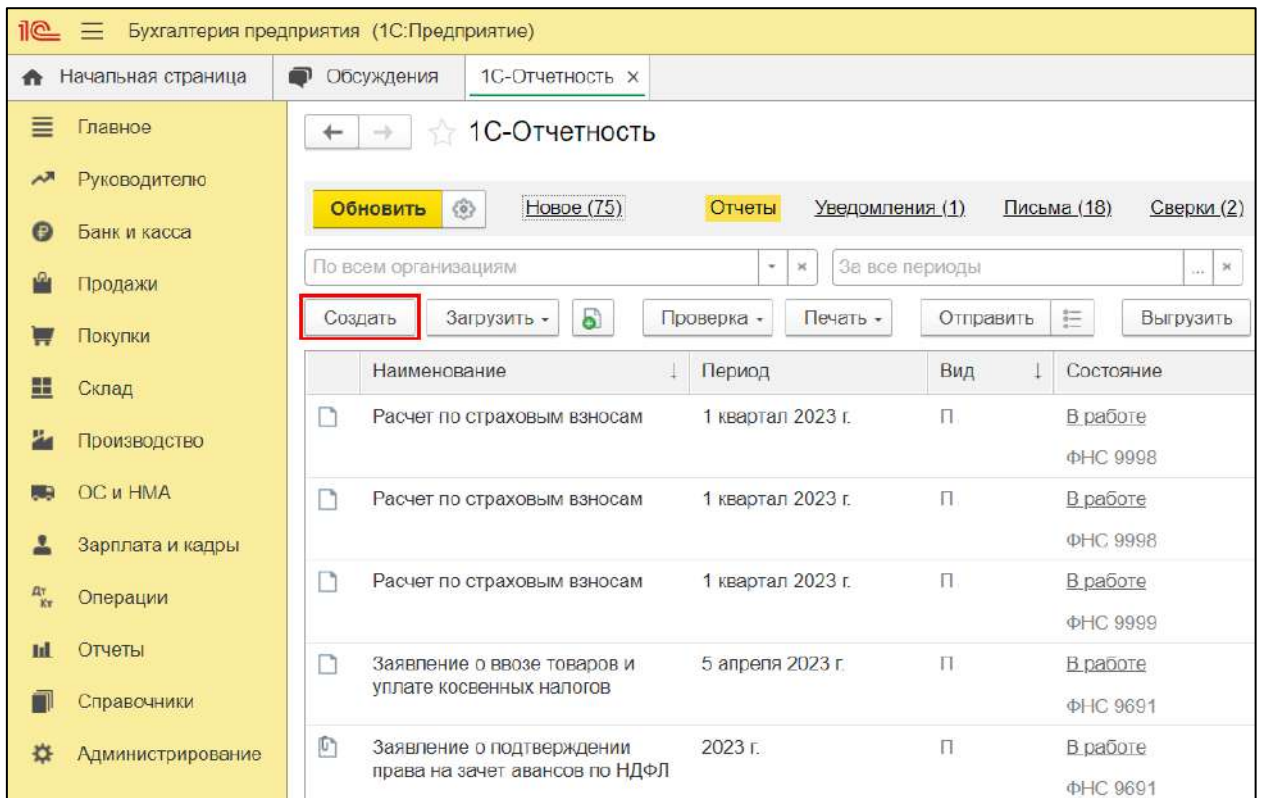 1С Бухгалтерия предприятия (1С:Предприятие)
Начальная страница Обсуждения 1С-Отчетность ×
Главное
Руководителю
Банк и касса
Продажи
Покупки
Склад
Производство
ОС и НМА
Зарплата и кадры
Дт Кт Операции
Отчеты
Справочники
Администрирование
1С-Отчетность
Обновить Новое (75) Отчеты Уведомления (1) Письма (18) Сверки (2)
По всем организациям За все периоды ...
Создать Загрузить Проверка Печать Отправить Выгрузить
Наименование ↓ Период Вид ↓ Состояние
Расчет по страховым взносам 1 квартал 2023 г. П В работе
ФНС 9998
Расчет по страховым взносам 1 квартал 2023 г. П В работе
ФНС 9998
Расчет по страховым взносам 1 квартал 2023 г. П В работе
ФНС 9999
Заявление о ввозе товаров и 5 апреля 2023 г. П В работе
уплате косвенных налогов
ФНС 9691
Заявление о подтверждении 2023 г. П В работе
права на зачет авансов по НДФЛ
ФНС 9691